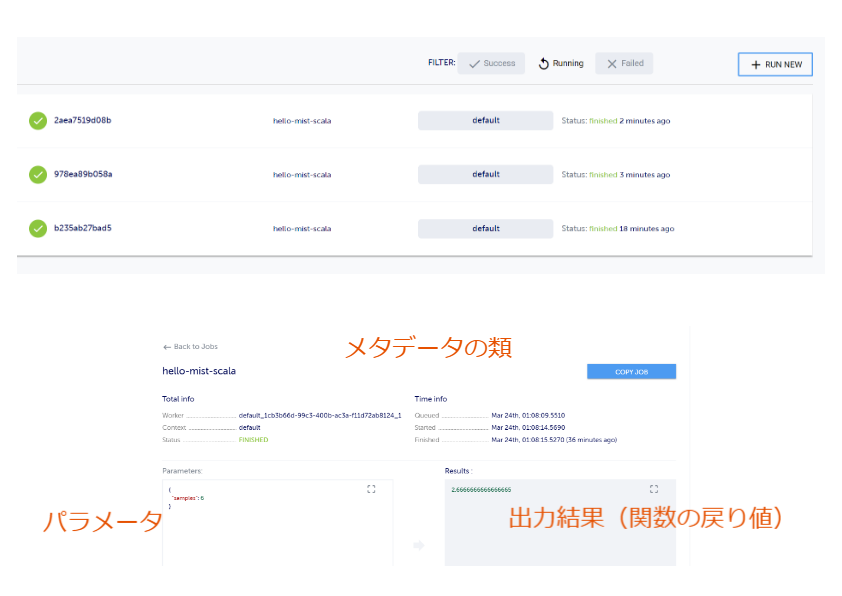 FILTER: Success Running Failed + RUN NEW
2aea7519d08b hello-mist-scala default Status: finished 2 minutes ago
978ea89b058a hello-mist-scala default Status: finished 3 minutes ago
b235ab27bad5 hello-mist-scala default Status: finished 18 minutes ago
← Back to Jobs
メタデータの類
hello-mist-scala
COPY JOB
Total info
Worker default_1cb3b66d-99c3-400b-ac3a-f11d72ab8124_1
Context default
Status FINISHED
Time info
Queued Mar 24th, 01:08:09.5510
Started Mar 24th, 01:08:14.5690
Finished Mar 24th, 01:08:15.5270 (36 minutes ago)
Parameters:
{
"samples": 6
}
パラメータ
Results :
2.6666666666666665
出力結果（関数の戻り値）